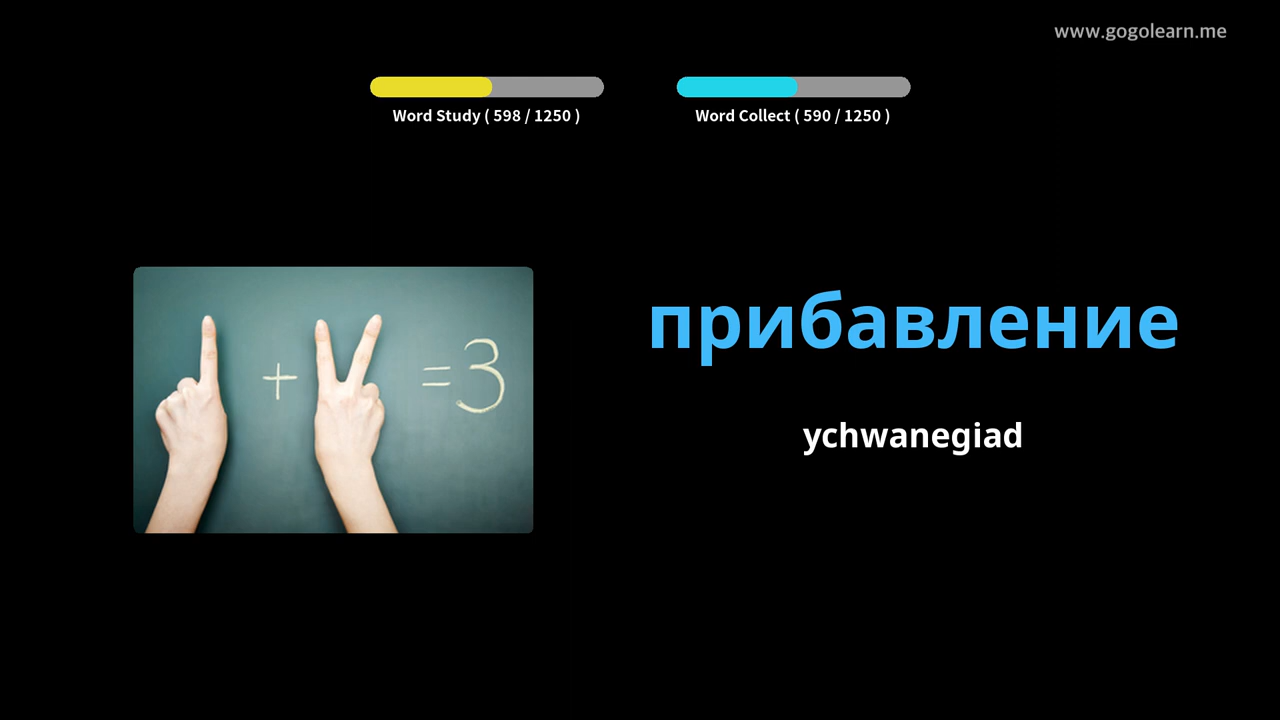 www.gogolearn.me
Word Study ( 598 / 1250 )
Word Collect ( 590 / 1250 )
+ = 3
прибавление
ychwanegiad